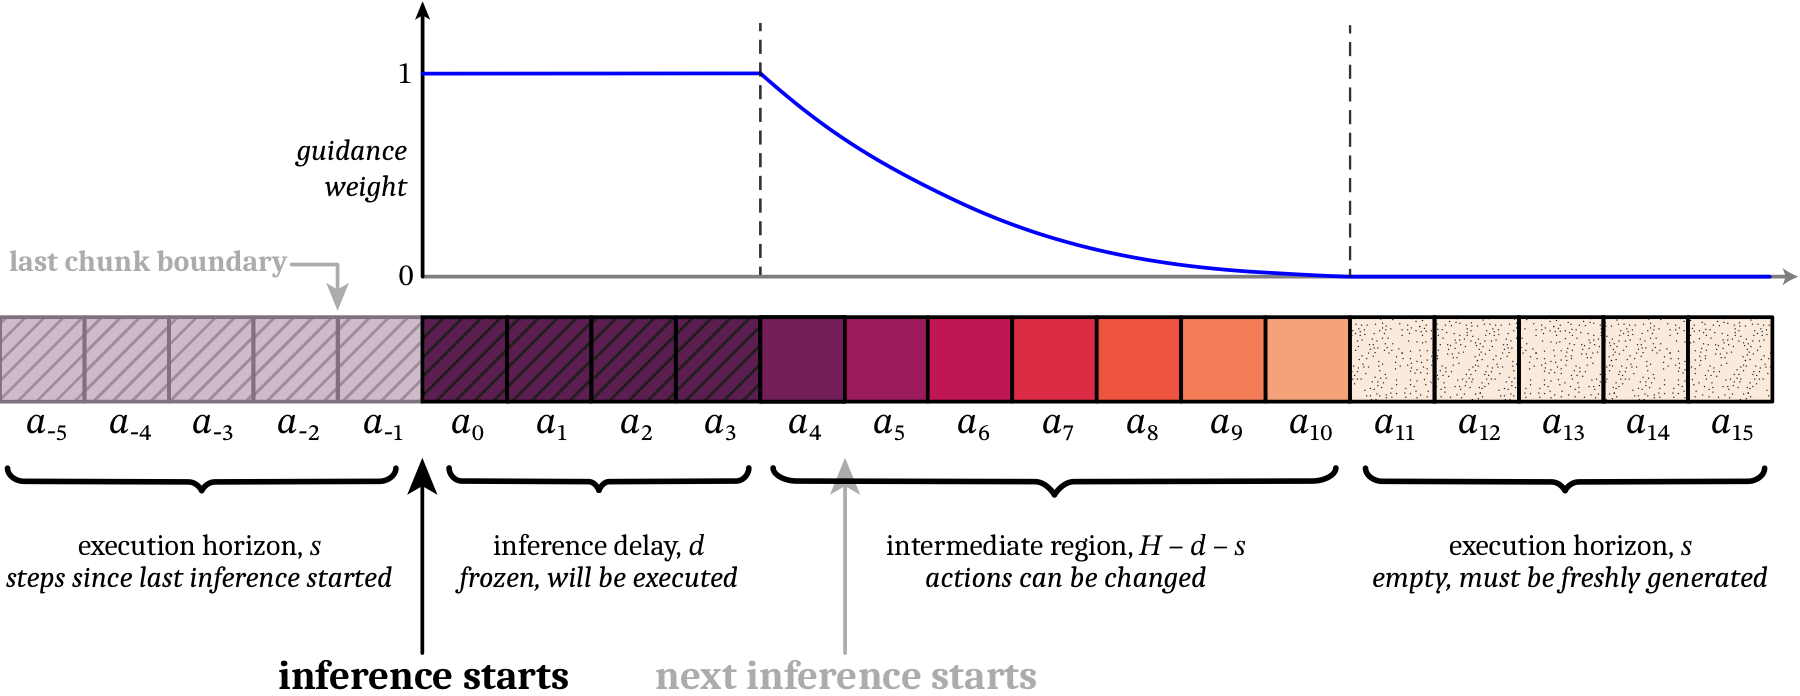 1
guidance
weight
last chunk boundary
0
a-5 a-4 a-3 a-2 a-1 a0 a1 a2 a3 a4 a5 a6 a7 a8 a9 a10 a11 a12 a13 a14 a15
execution horizon, s
steps since last inference started
inference delay, d
frozen, will be executed
intermediate region, H – d – s
actions can be changed
execution horizon, s
empty, must be freshly generated
inference starts
next inference starts